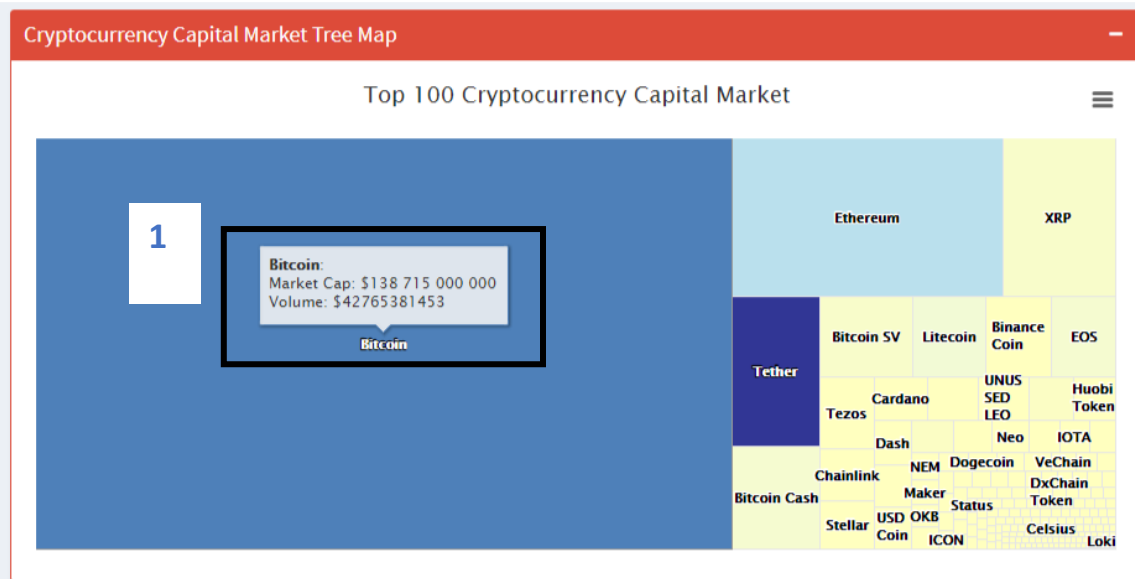 Cryptocurrency Capital Market Tree Map
Top 100 Cryptocurrency Capital Market
1
Bitcoin:
Market Cap: $138 715 000 000
Volume: $42765381453
Bitcoin
Ethereum
XRP
Tether
Bitcoin Cash
Bitcoin SV
Litecoin
Binance
Coin
EOS
Tezos
Cardano
UNUS
SED
LEO
Huobi
Token
Dash
Neo
IOTA
Chainlink
NEM
Dogecoin
VeChain
Maker
Status
DxChain
Token
Stellar
USD
Coin
OKB
ICON
Celsius
Loki